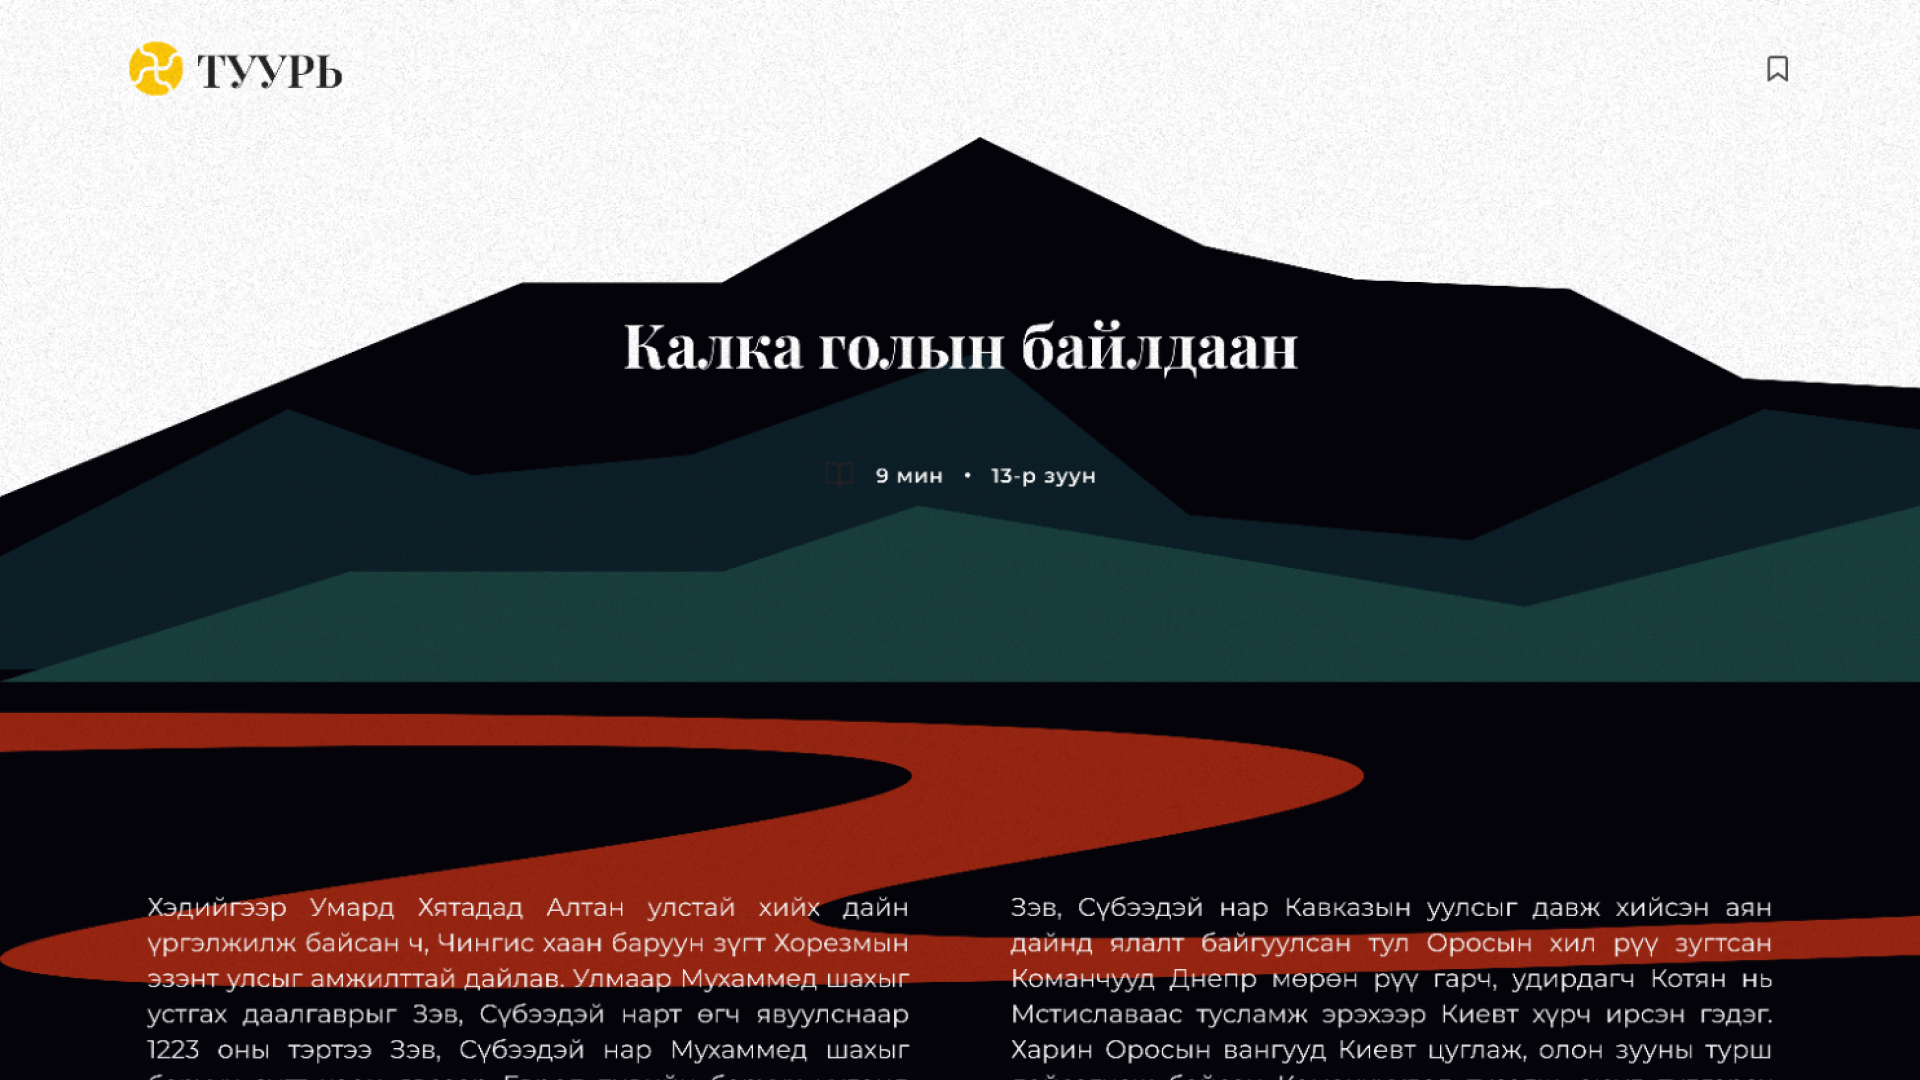 ТУУРЬ
Калка голын байлдаан
9 мин • 13-р зуун
Хэдийгээр Умард Хятадад Алтан улстай хийх дайн
үргэлжилж байсан ч, Чингис хаан баруун зүгт Хорезмын
эзэнт улсыг амжилттай дайлав. Улмаар Мухаммед шахыг
устгах даалгаврыг Зэв, Сүбээдэй нарт өгч явуулснаар
1223 оны тэртээ Зэв, Сүбээдэй нар Мухаммед шахыг
Зэв, Сүбээдэй нар Кавказын уулсыг давж хийсэн аян
дайнд ялалт байгуулсан тул Оросын хил рүү зугтсан
Команчууд Днепр мөрөн рүү гарч, удирдагч Котян нь
Мстиславаас тусламж эрэхээр Киевт хүрч ирсэн гэдэг.
Харин Оросын вангууд Киевт цуглаж, олон зууны турш